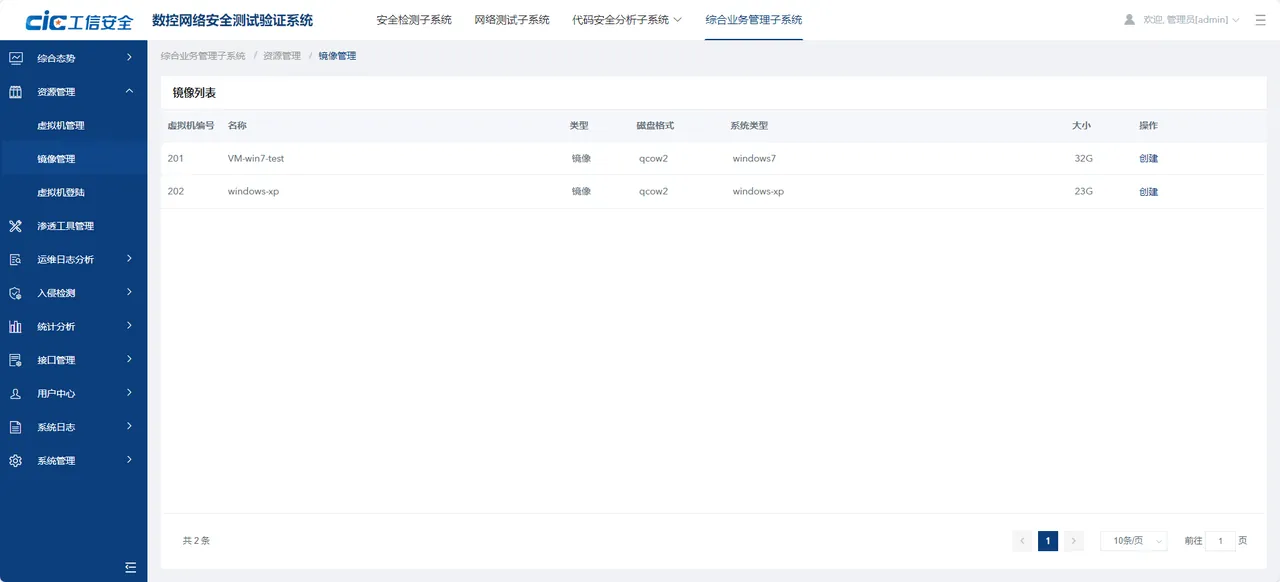 cic工信安全 数控网络安全测试验证系统 安全检测子系统 网络测试子系统 代码安全分析子系统 综合业务管理子系统 欢迎, 管理员[admin]
综合态势
资源管理
虚拟机管理
镜像管理
虚拟机登陆
渗透工具管理
运维日志分析
入侵检测
统计分析
接口管理
用户中心
系统日志
系统管理
综合业务管理子系统 / 资源管理 / 镜像管理
镜像列表
虚拟机编号 名称 类型 磁盘格式 系统类型 大小 操作
201 VM-win7-test 镜像 qcow2 windows7 32G 创建
202 windows-xp 镜像 qcow2 windows-xp 23G 创建
共 2 条 1 10条/页 前往 1 页